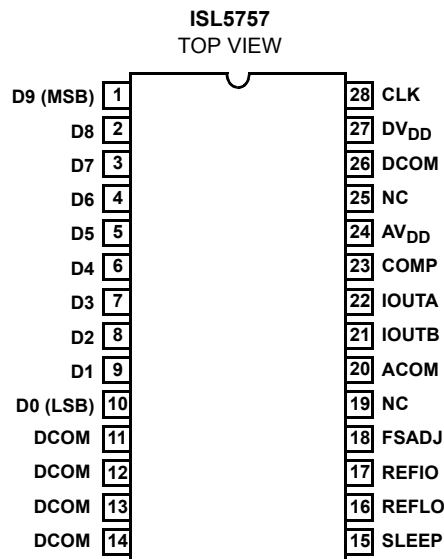 ISL5757
TOP VIEW
D9 (MSB) 1
D8 2
D7 3
D6 4
D5 5
D4 6
D3 7
D2 8
D1 9
D0 (LSB) 10
DCOM 11
DCOM 12
DCOM 13
DCOM 14
28 CLK
27 DVDD
26 DCOM
25 NC
24 AVDD
23 COMP
22 IOUTA
21 IOUTB
20 ACOM
19 NC
18 FSADJ
17 REFIO
16 REFLO
15 SLEEP